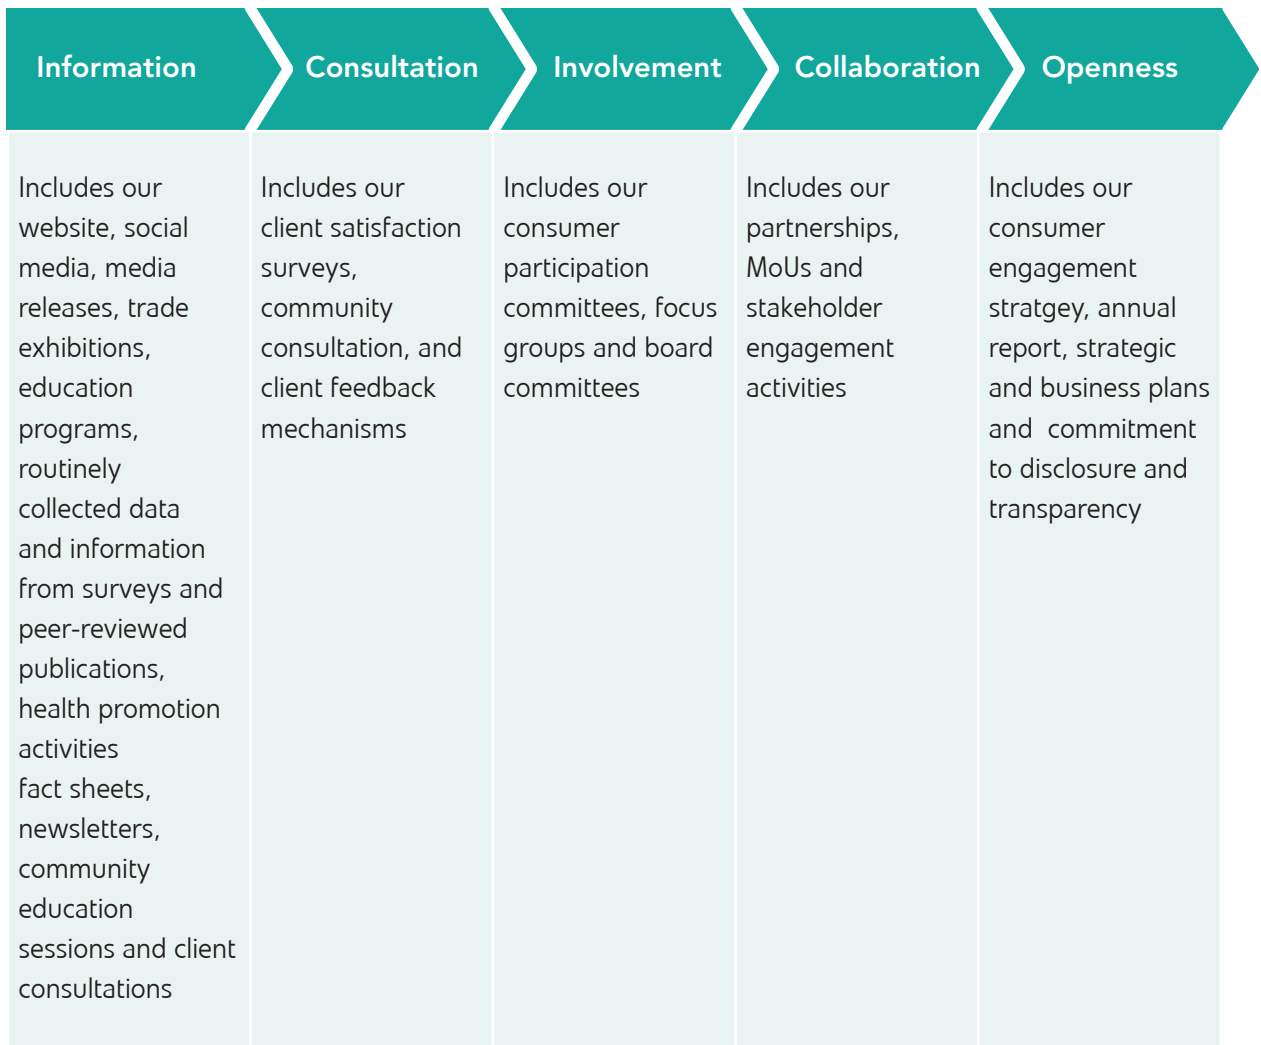 Information
Consultation
Involvement
Collaboration
Openness
Includes our
website, social
media, media
releases, trade
exhibitions,
education
programs,
routinely
collected data
and information
from surveys and
peer-reviewed
publications,
health promotion
activities
fact sheets,
newsletters,
community
education
sessions and client
consultations
Includes our
client satisfaction
surveys,
community
consultation, and
client feedback
mechanisms
Includes our
consumer
participation
committees, focus
groups and board
committees
Includes our
partnerships,
MoUs and
stakeholder
engagement
activities
Includes our
consumer
engagement
stratgey, annual
report, strategic
and business plans
and  commitment
to disclosure and
transparency